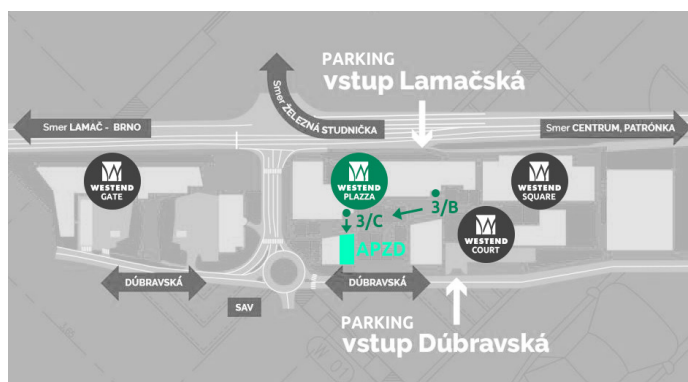 PARKING
vstup Lamačská
Smer ŽELEZNÁ STUDNIČKA
Smer LAMAČ - BRNO
Smer CENTRUM, PATRÓNKA
WESTEND
GATE
WESTEND
PLAZZA
WESTEND
SQUARE
3/B
3/C
WESTEND
COURT
APZD
DÚBRAVSKÁ
DÚBRAVSKÁ
SAV
PARKING
vstup Dúbravská